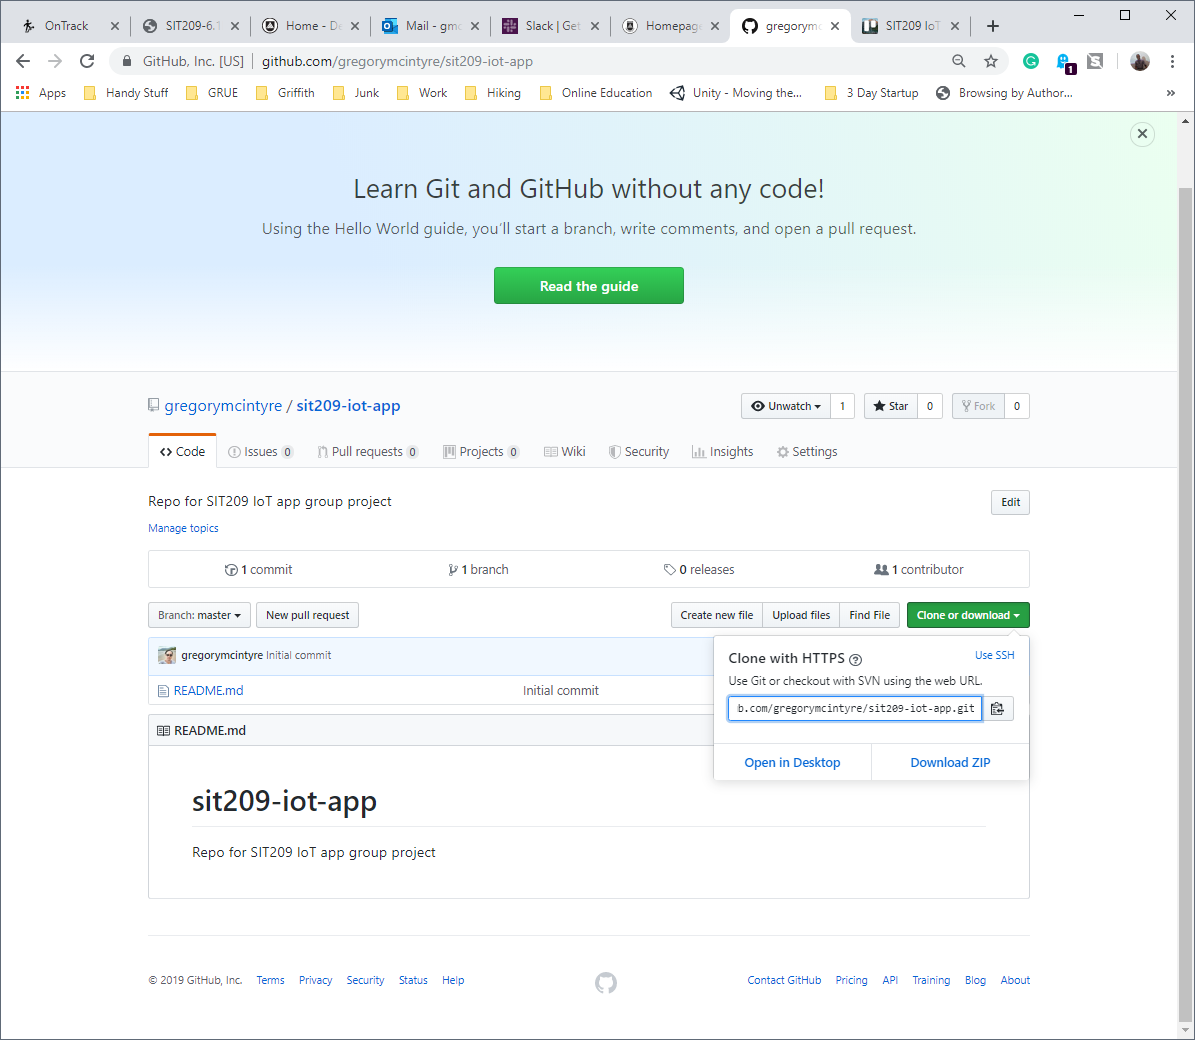 OnTrack
SIT209-6.1
Home - De
Mail - gmc
Slack | Get
Homepage
gregorymc
SIT209 IoT
GitHub, Inc. [US] | github.com/gregorymcintyre/sit209-iot-app
1
Apps Handy Stuff GRUE Griffith Junk Work Hiking Online Education Unity - Moving the... 3 Day Startup Browsing by Author... »
Learn Git and GitHub without any code!
Using the Hello World guide, you’ll start a branch, write comments, and open a pull request.
Read the guide
gregorymcintyre / sit209-iot-app
Unwatch 1 Star 0 Fork 0
Code Issues 0 Pull requests 0 Projects 0 Wiki Security Insights Settings
Repo for SIT209 IoT app group project
Edit
Manage topics
1 commit 1 branch 0 releases 1 contributor
Branch: master New pull request Create new file Upload files Find File Clone or download
gregorymcintyre Initial commit
README.md Initial commit
Clone with HTTPS
Use SSH
Use Git or checkout with SVN using the web URL.
b.com/gregorymcintyre/sit209-iot-app.git
Open in Desktop Download ZIP
README.md
sit209-iot-app
Repo for SIT209 IoT app group project
© 2019 GitHub, Inc. Terms Privacy Security Status Help Contact GitHub Pricing API Training Blog About